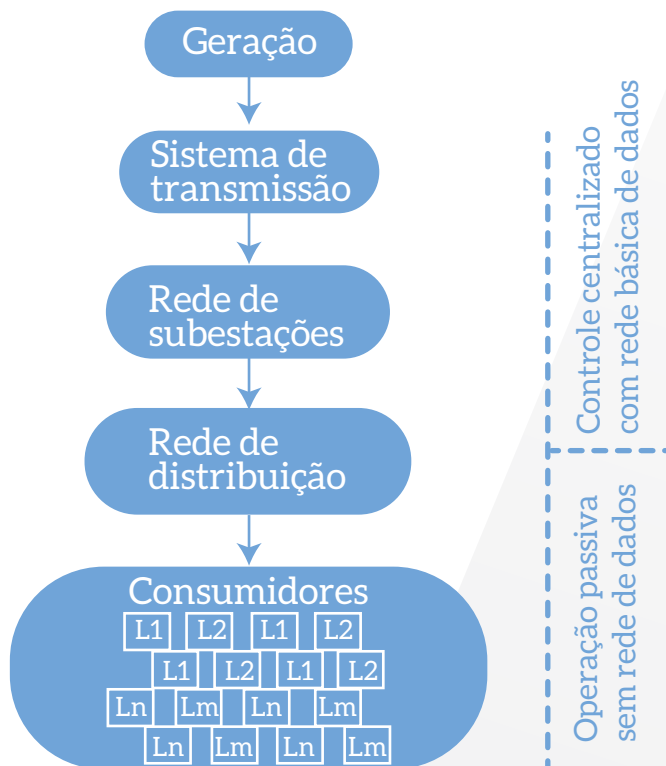 Geração
Sistema de
transmissão
Rede de
subestações
Rede de
distribuição
Consumidores
L1 L2 L1 L2
L1 L2 L1 L2
Ln Lm Ln Lm
Ln Lm Ln Lm
Controle centralizado
com rede básica de dados
Operação passiva
sem rede de dados